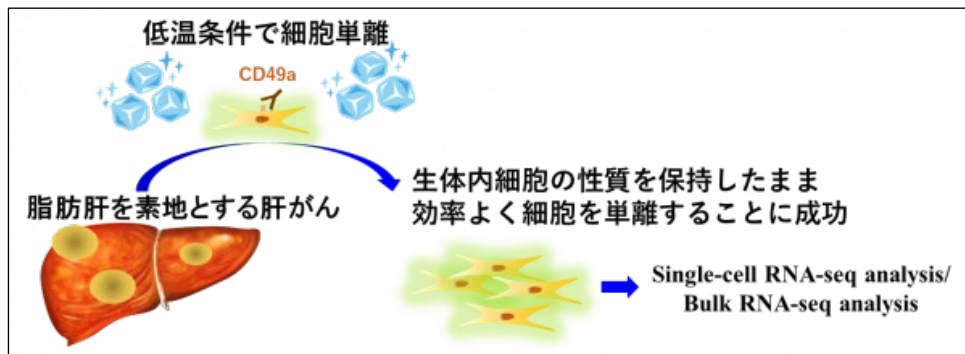 低温条件で細胞単離
CD49a
脂肪肝を素地とする肝がん
生体内細胞の性質を保持したまま
効率よく細胞を単離することに成功
Single-cell RNA-seq analysis/
Bulk RNA-seq analysis